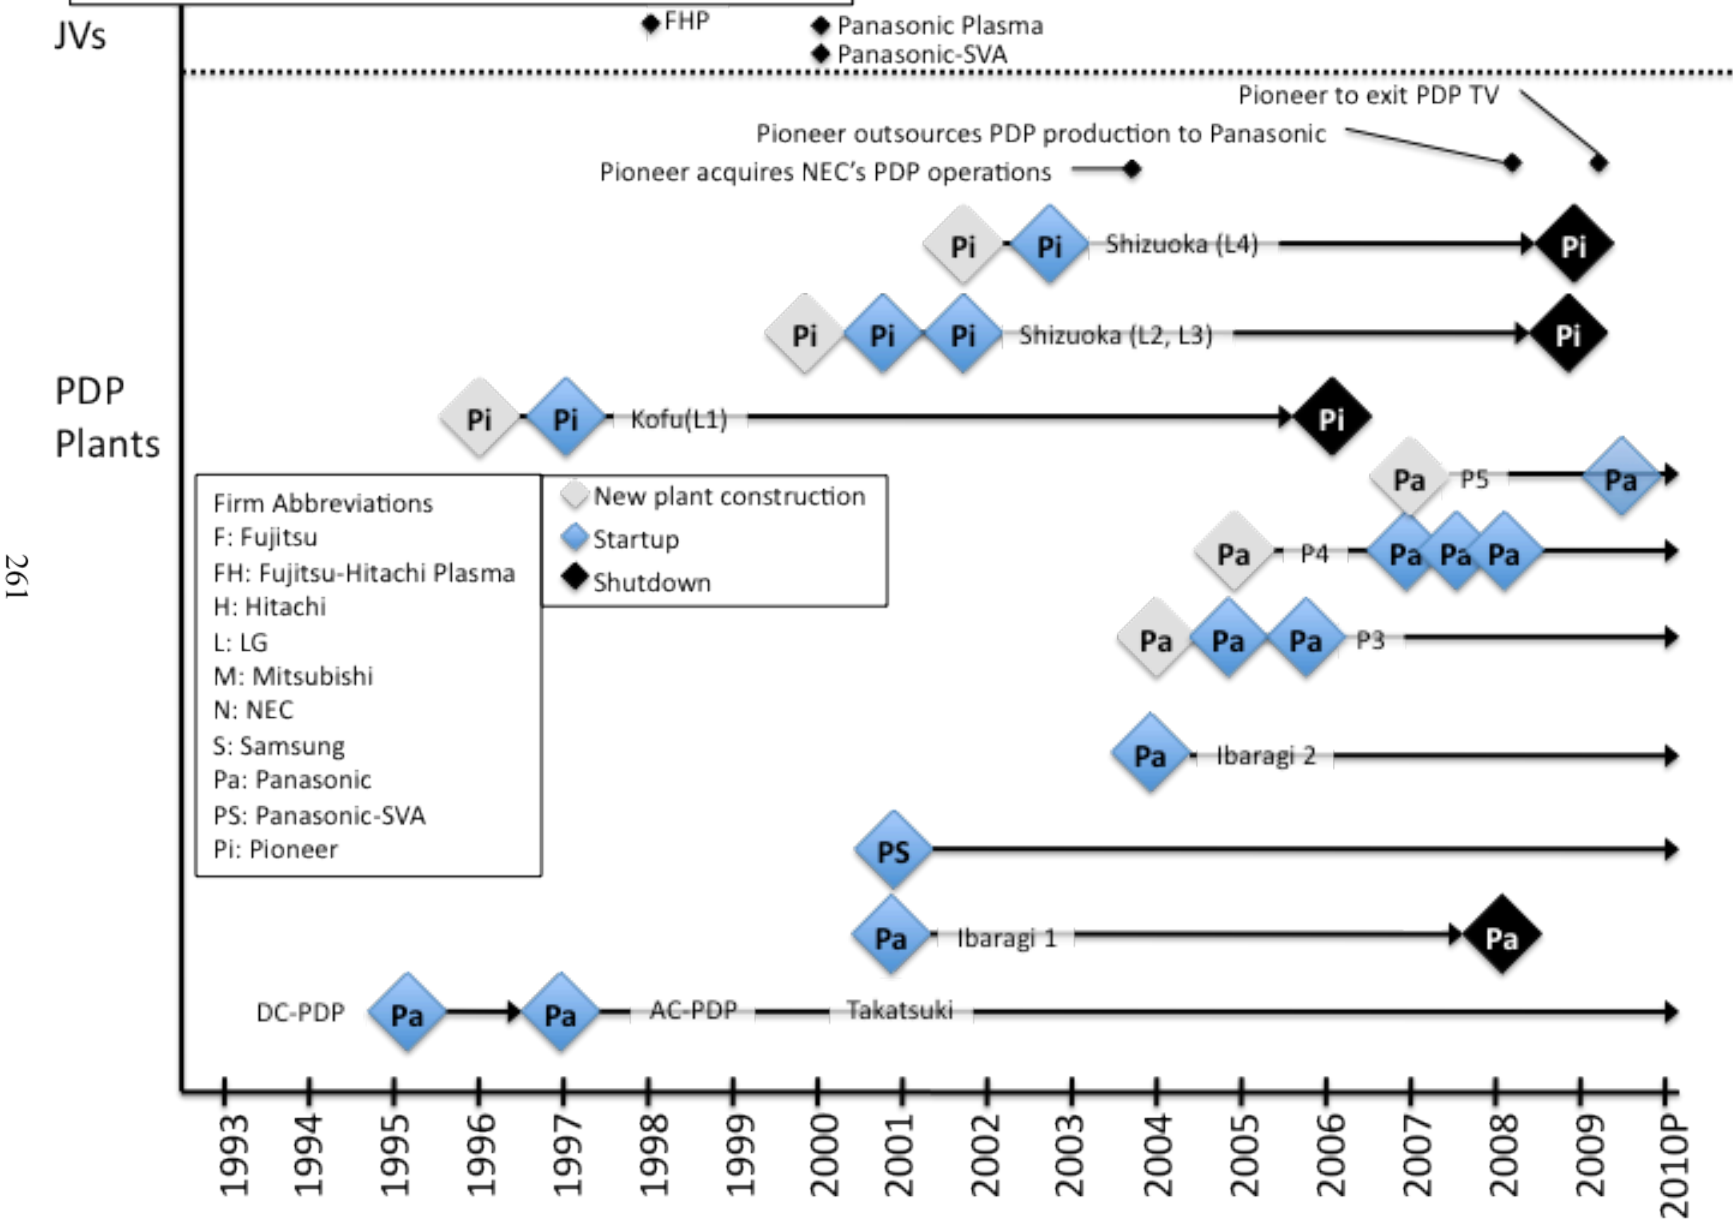 JVs
FHP
Panasonic Plasma
Panasonic-SVA
Pioneer to exit PDP TV
Pioneer outsources PDP production to Panasonic
Pioneer acquires NEC's PDP operations
Pi Pi Shizuoka (L4) Pi
Pi Pi Pi Shizuoka (L2, L3) Pi
PDP
Plants
Pi Pi Kofu(L1) Pi
Pa P5 Pa
Pa P4 Pa Pa Pa
Pa Pa Pa P3
Pa Ibaragi 2
PS
Pa Ibaragi 1 Pa
DC-PDP Pa Pa AC-PDP Takatsuki
Firm Abbreviations
F: Fujitsu
FH: Fujitsu-Hitachi Plasma
H: Hitachi
L: LG
M: Mitsubishi
N: NEC
S: Samsung
Pa: Panasonic
PS: Panasonic-SVA
Pi: Pioneer
New plant construction
Startup
Shutdown
1993 1994 1995 1996 1997 1998 1999 2000 2001 2002 2003 2004 2005 2006 2007 2008 2009 2010P
261